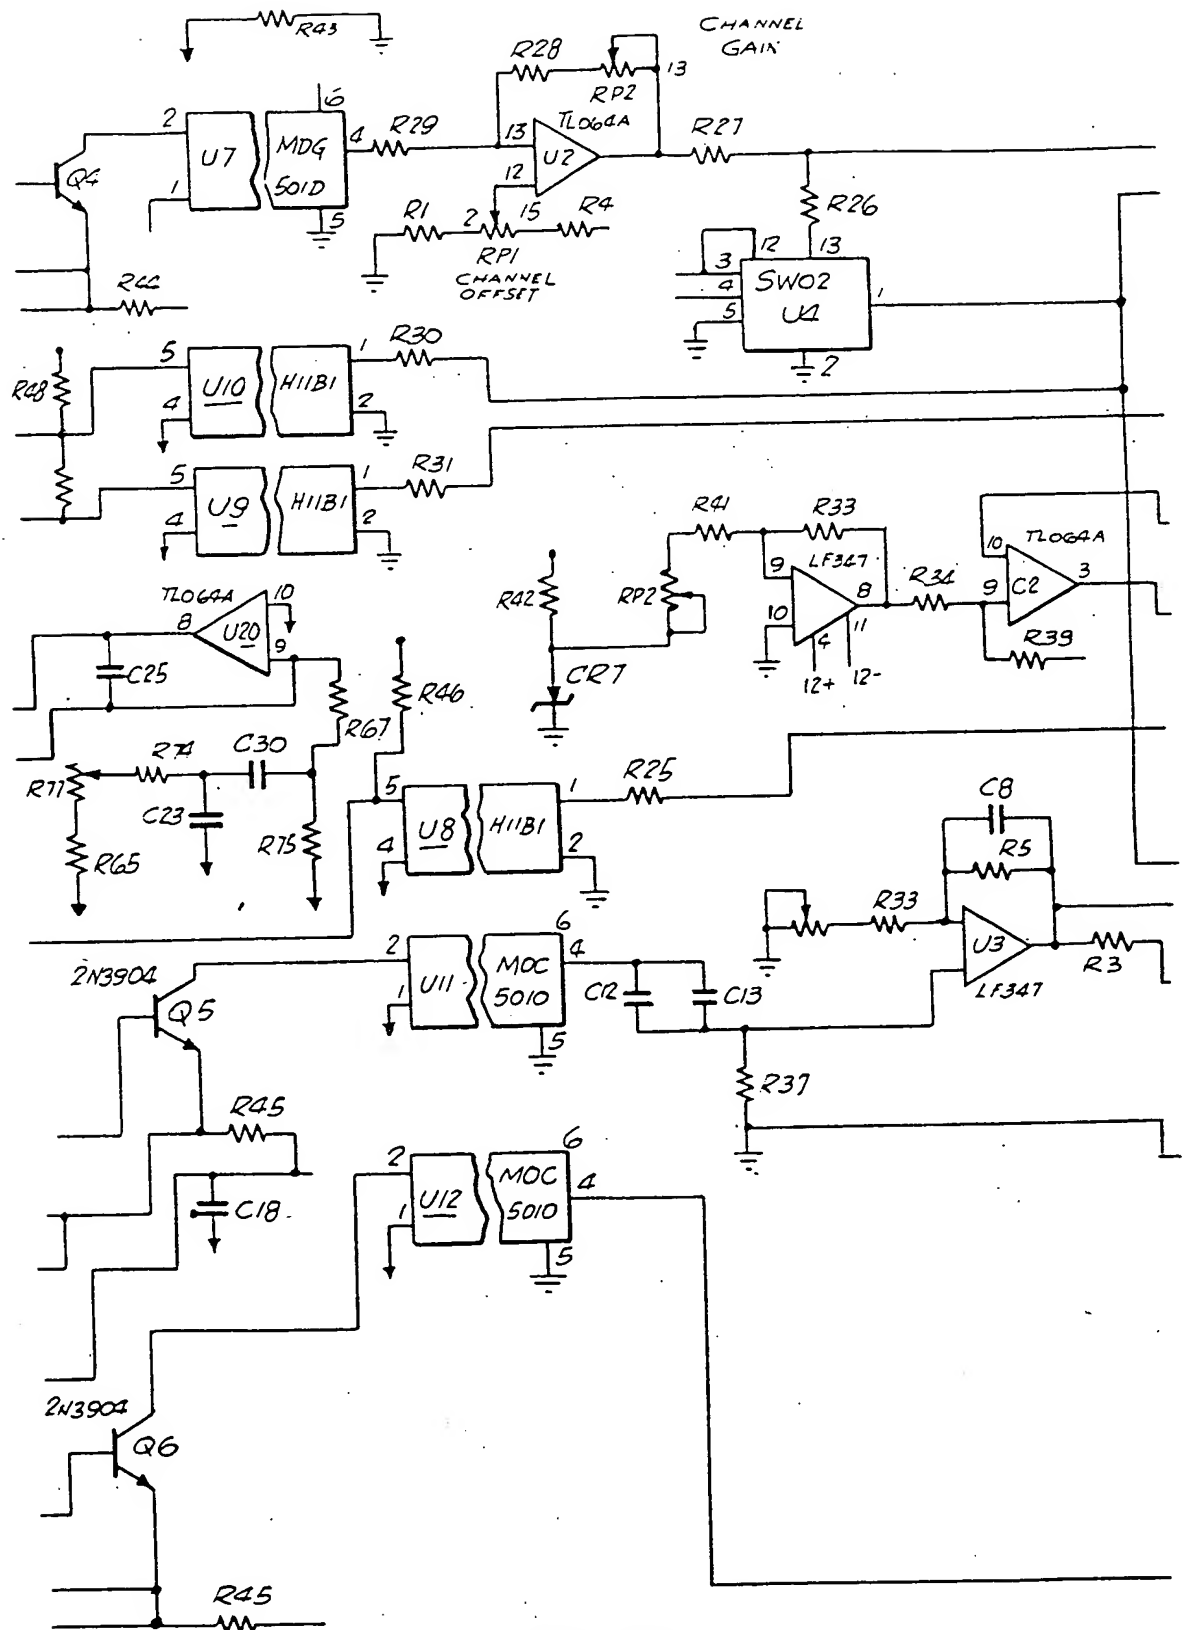 R43
CHANNEL
GAIN
R28
RP2
13
6
2
U7
MDG
501D
4
R29
13
TL064A
U2
12
R27
Q4
1
5
R1
2
15
R4
RP1
CHANNEL
OFFSET
R26
12
13
3
4
5
SW02
U4
1
2
R44
R48
5
U10
H11B1
1
R30
4
2
5
U9
H11B1
1
R31
4
2
R41
R33
LF347
9
10
8
4
11
12+
12-
R42
RP2
CR7
R34
TL064A
10
9
C2
3
R39
TL064A
10
8
U20
9
C25
R67
R46
R74
C30
R77
C23
R65
R75
5
U8
H11B1
1
R25
4
2
C8
R5
R33
U3
LF347
R3
2N3904
Q5
2
U11
MOC
5010
6
4
1
5
C12
C13
R37
R45
C18
2
U12
MOC
5010
6
4
1
5
2N3904
Q6
R45